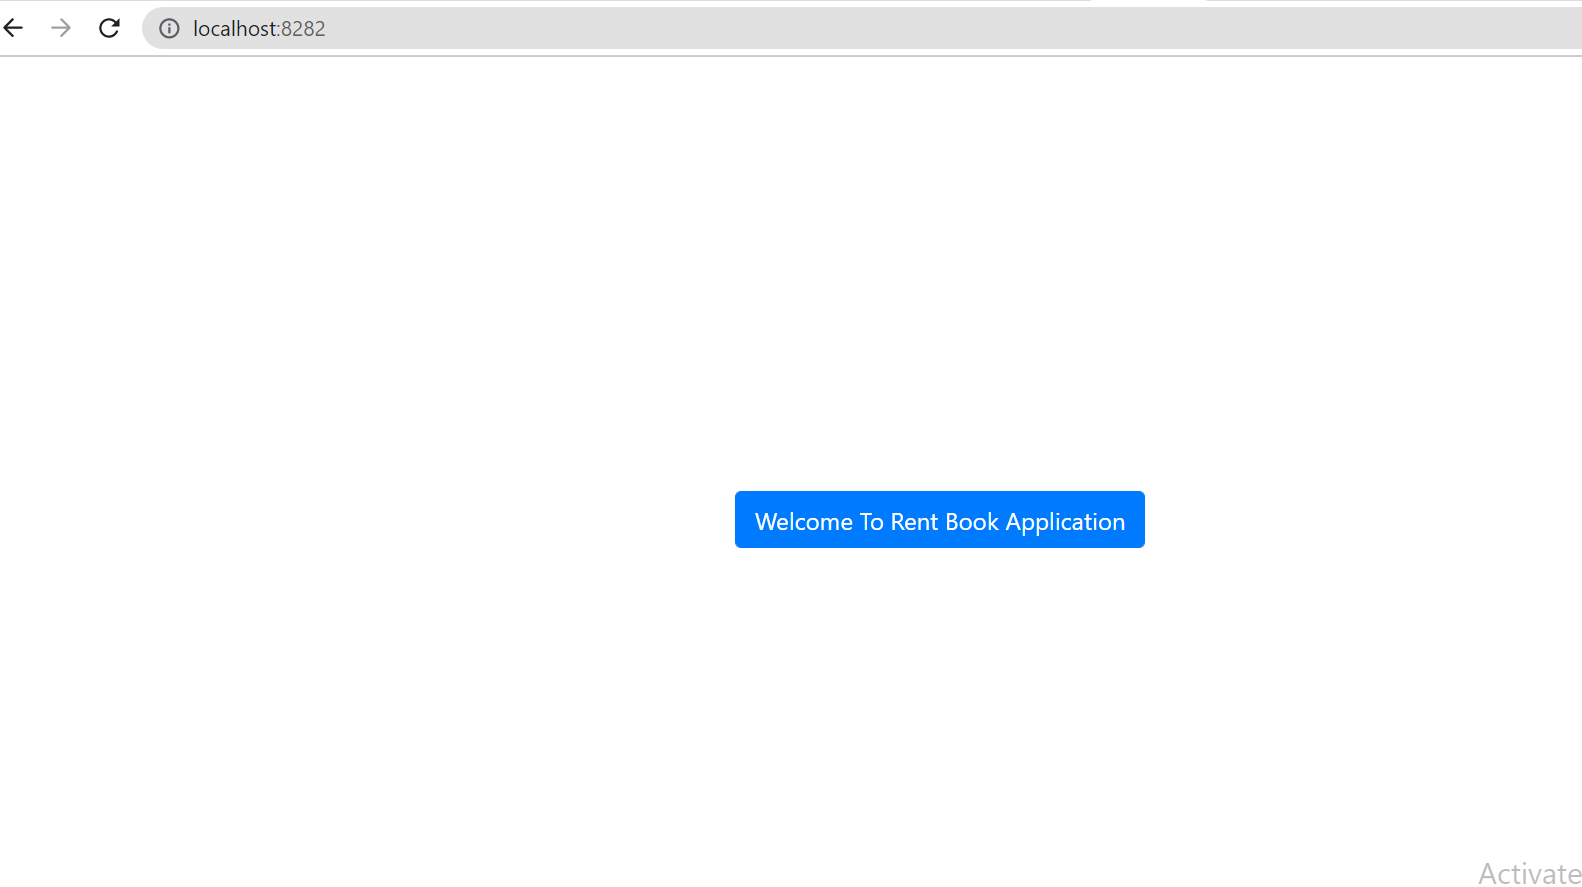 localhost:8282
Welcome To Rent Book Application
Activate